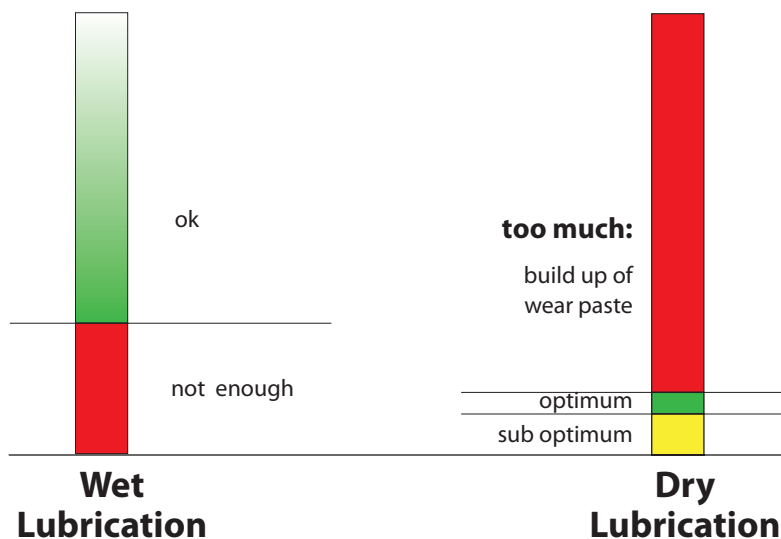 ok
not enough
too much:
build up of
wear paste
optimum
sub optimum
Wet
Lubrication
Dry
Lubrication